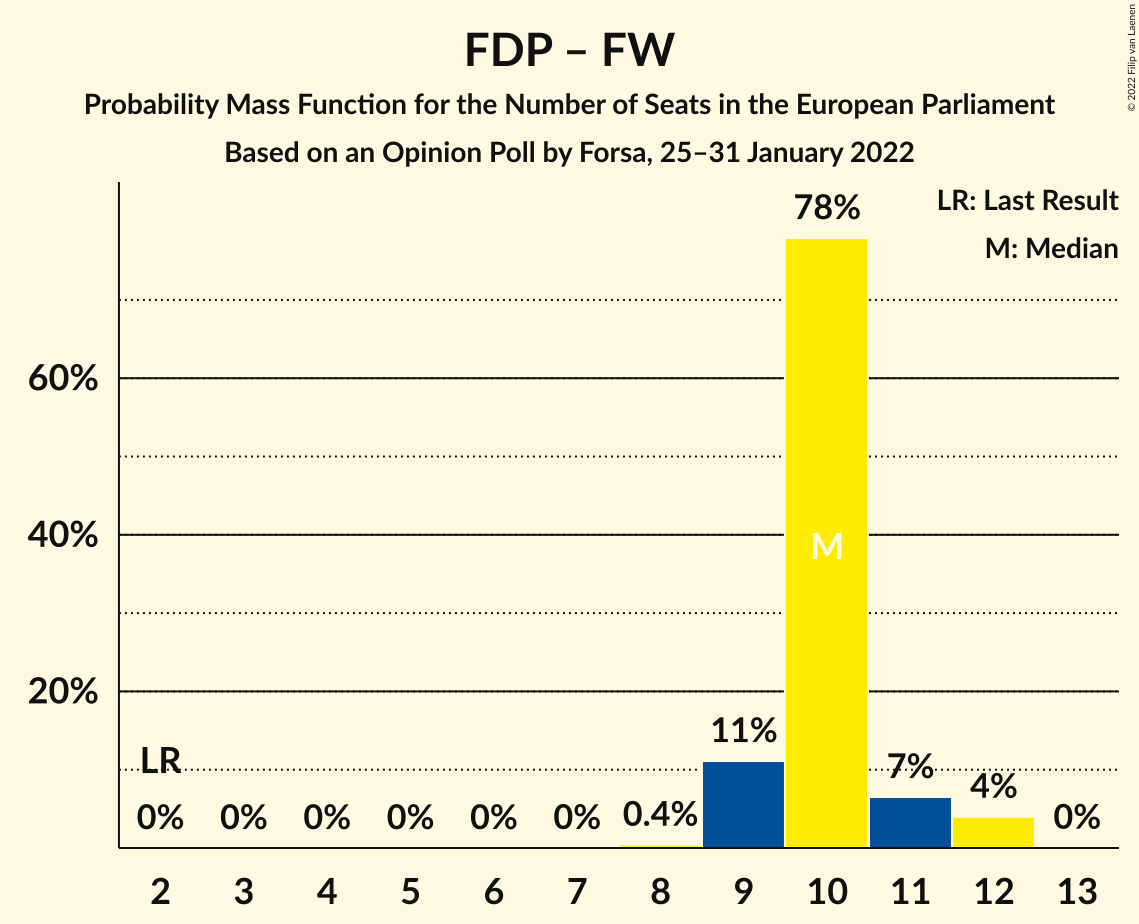 FDP – FW
Probability Mass Function for the Number of Seats in the European Parliament
Based on an Opinion Poll by Forsa, 25–31 January 2022
© 2022 Filip van Laenen
LR: Last Result
M: Median
78%
60%
40%
M
20%
11%
LR
7%
4%
0% 0% 0% 0% 0% 0% 0.4% 0%
2 3 4 5 6 7 8 9 10 11 12 13